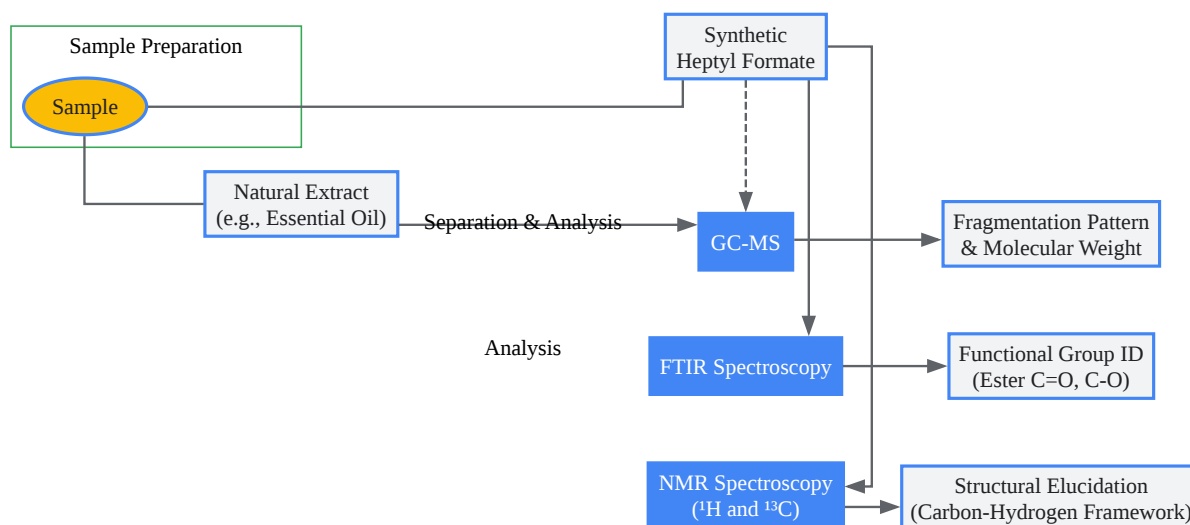 Sample Preparation
Sample
Synthetic
Heptyl Formate
Natural Extract
(e.g., Essential Oil)
Separation & Analysis
GC-MS
Fragmentation Pattern
& Molecular Weight
Analysis
FTIR Spectroscopy
Functional Group ID
(Ester C=O, C-O)
NMR Spectroscopy
(¹H and ¹³C)
Structural Elucidation
(Carbon-Hydrogen Framework)